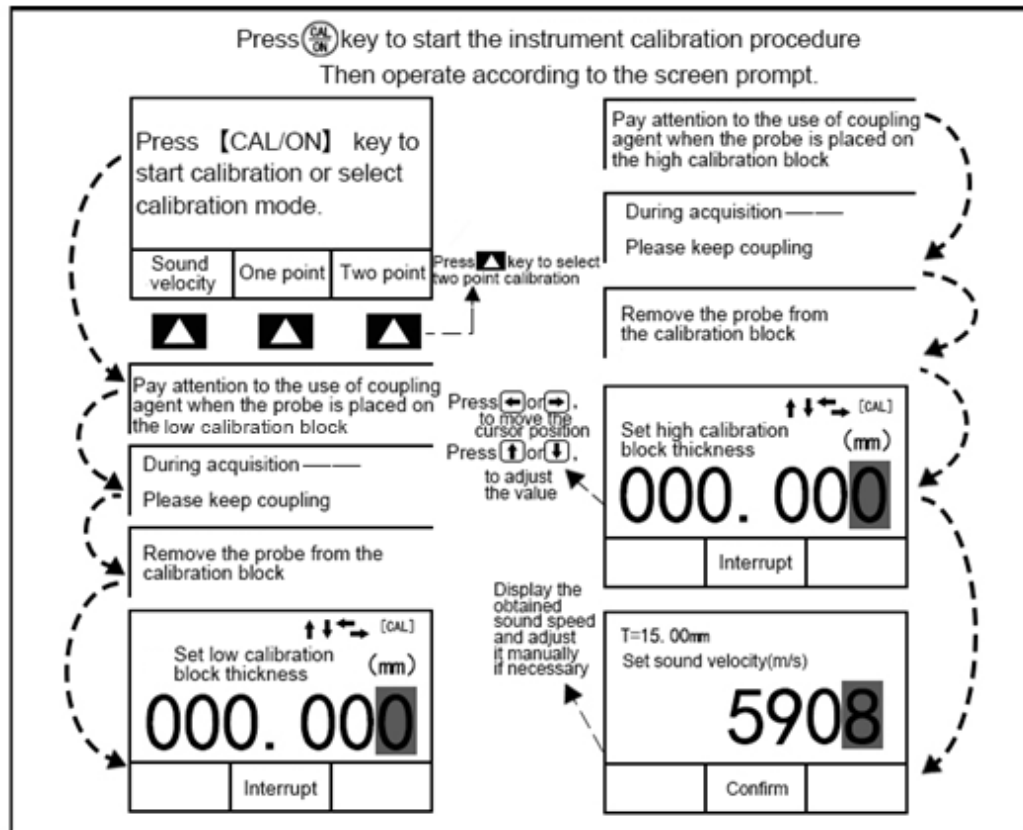 Press CAL/ON key to start the instrument calibration procedure
Then operate according to the screen prompt.
Press 【CAL/ON】 key to
start calibration or select
calibration mode.
Sound
velocity
One point
Two point
Press key to select
two point calibration
Pay attention to the use of coupling
agent when the probe is placed on
the low calibration block
During acquisition ——
Please keep coupling
Remove the probe from the
calibration block
[CAL]
Set low calibration
block thickness
(mm)
000. 000
Interrupt
Pay attention to the use of coupling
agent when the probe is placed on
the high calibration block
During acquisition ——
Please keep coupling
Remove the probe from
the calibration block
Press ← or → ,
to move the
cursor position
Press ↑ or ↓ ,
to adjust
the value
[CAL]
Set high calibration
block thickness
(mm)
000. 000
Interrupt
Display the
obtained
sound speed
and adjust
it manually
if necessary
T=15. 00mm
Set sound velocity(m/s)
5908
Confirm